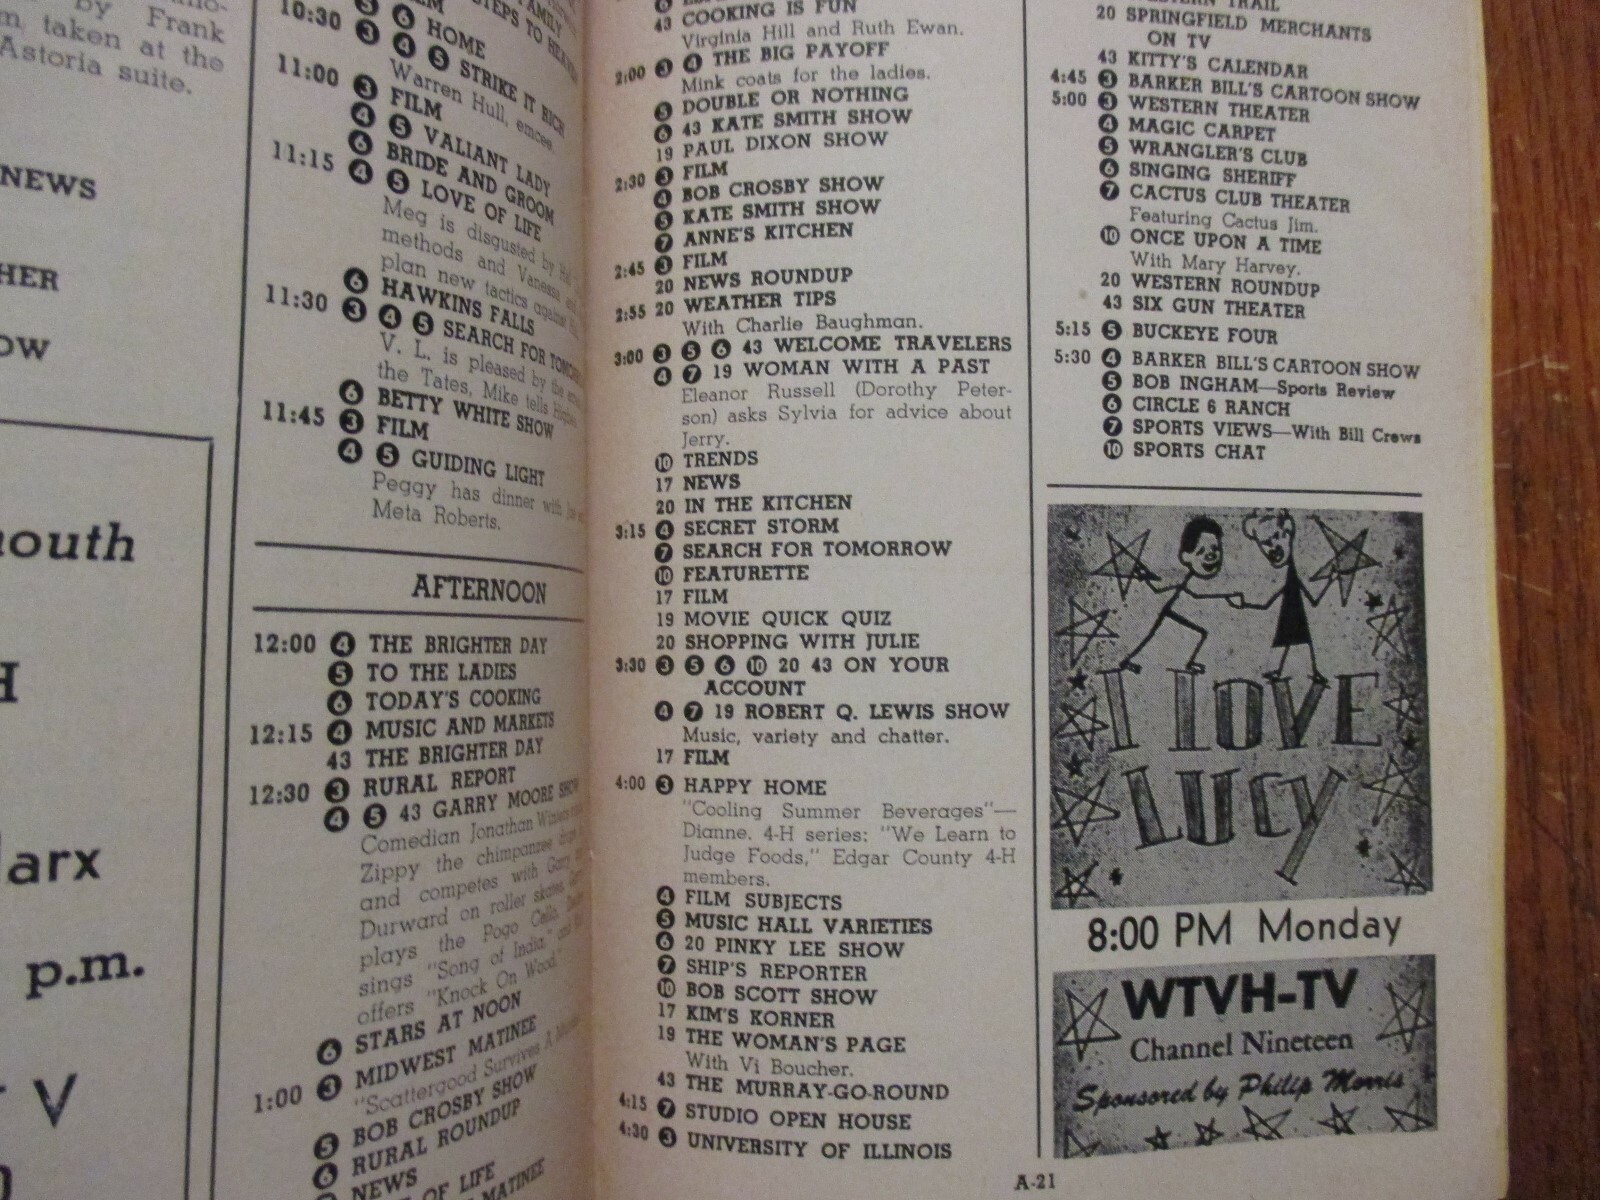 by Frank
taken at the
Astoria suite.
NEWS
outh
arx
p.m.
V
10:30 6 HOME
3 4 5 STRIKE IT RICH
Warren Hull, emcee.
11:00 3 FILM
4 5 VALIANT LADY
6 BRIDE AND GROOM
11:15 4 5 LOVE OF LIFE
Meg is disgusted by
methods and Vanessa
plan new tactics against
6 HAWKINS FALLS
11:30 3 4 5 SEARCH FOR TOMORROW
V. L. is pleased by the
the Tates, Mike tells
6 BETTY WHITE SHOW
11:45 3 FILM
4 5 GUIDING LIGHT
Peggy has dinner with
Meta Roberts.
AFTERNOON
12:00 4 THE BRIGHTER DAY
5 TO THE LADIES
6 TODAY'S COOKING
12:15 4 MUSIC AND MARKETS
43 THE BRIGHTER DAY
12:30 3 RURAL REPORT
4 5 43 GARRY MOORE SHOW
Comedian Jonathan
Zippy the chimpanzee
and competes with
Durward on roller skates.
plays the Pogo Cello.
sings "Song of India," and
offers "Knock On Wood."
6 STARS AT NOON
1:00 3 MIDWEST MATINEE
"Scattergood Survives A
5 BOB CROSBY SHOW
6 RURAL ROUNDUP
NEWS
OF LIFE
MATINEE
43 COOKING IS FUN
Virginia Hill and Ruth Ewan.
2:00 3 4 THE BIG PAYOFF
Mink coats for the ladies.
5 DOUBLE OR NOTHING
6 43 KATE SMITH SHOW
19 PAUL DIXON SHOW
2:30 3 FILM
4 BOB CROSBY SHOW
5 KATE SMITH SHOW
7 ANNE'S KITCHEN
2:45 3 FILM
20 NEWS ROUNDUP
2:55 20 WEATHER TIPS
With Charlie Baughman.
3:00 3 5 6 43 WELCOME TRAVELERS
4 7 19 WOMAN WITH A PAST
Eleanor Russell (Dorothy Peter-
son) asks Sylvia for advice about
Jerry.
10 TRENDS
17 NEWS
20 IN THE KITCHEN
3:15 4 SECRET STORM
7 SEARCH FOR TOMORROW
10 FEATURETTE
17 FILM
19 MOVIE QUICK QUIZ
20 SHOPPING WITH JULIE
3:30 3 5 6 10 20 43 ON YOUR
ACCOUNT
4 7 19 ROBERT Q. LEWIS SHOW
Music, variety and chatter.
17 FILM
4:00 3 HAPPY HOME
"Cooling Summer Beverages"—
Dianne. 4-H series: "We Learn to
Judge Foods," Edgar County 4-H
members.
4 FILM SUBJECTS
5 MUSIC HALL VARIETIES
6 20 PINKY LEE SHOW
7 SHIP'S REPORTER
10 BOB SCOTT SHOW
17 KIM'S KORNER
19 THE WOMAN'S PAGE
With Vi Boucher.
43 THE MURRAY-GO-ROUND
4:15 7 STUDIO OPEN HOUSE
4:30 3 UNIVERSITY OF ILLINOIS
TRAIL
20 SPRINGFIELD MERCHANTS
ON TV
43 KITTY'S CALENDAR
4:45 3 BARKER BILL'S CARTOON SHOW
5:00 3 WESTERN THEATER
4 MAGIC CARPET
5 WRANGLER'S CLUB
6 SINGING SHERIFF
7 CACTUS CLUB THEATER
Featuring Cactus Jim.
10 ONCE UPON A TIME
With Mary Harvey.
20 WESTERN ROUNDUP
43 SIX GUN THEATER
5:15 5 BUCKEYE FOUR
5:30 4 BARKER BILL'S CARTOON SHOW
5 BOB INGHAM—Sports Review
6 CIRCLE 6 RANCH
7 SPORTS VIEWS—With Bill Crews
10 SPORTS CHAT
I LOVE
LUCY
8:00 PM Monday
WTVH-TV
Channel Nineteen
Sponsored by Philip Morris
A-21